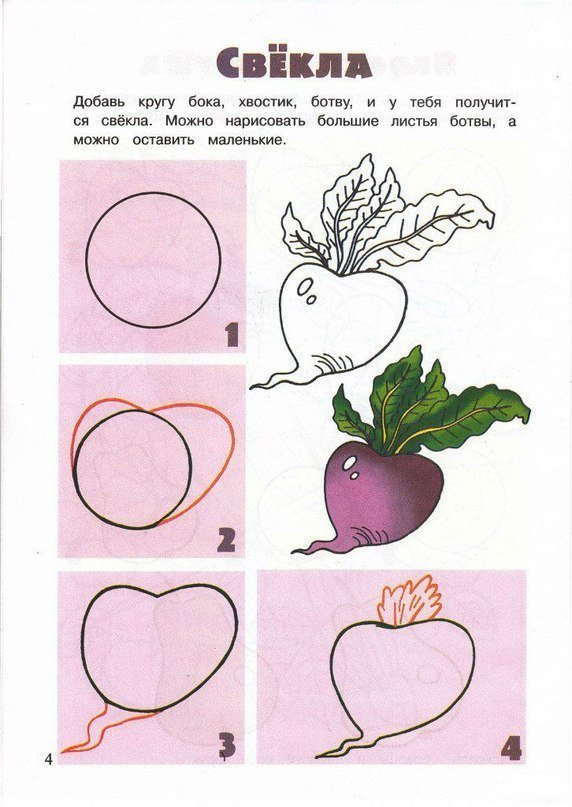 СВЁКЛА
Добавь кругу бока, хвостик, ботву, и у тебя получит-
ся свёкла. Можно нарисовать большие листья ботвы, а
можно оставить маленькие.
1
2
3
4
4